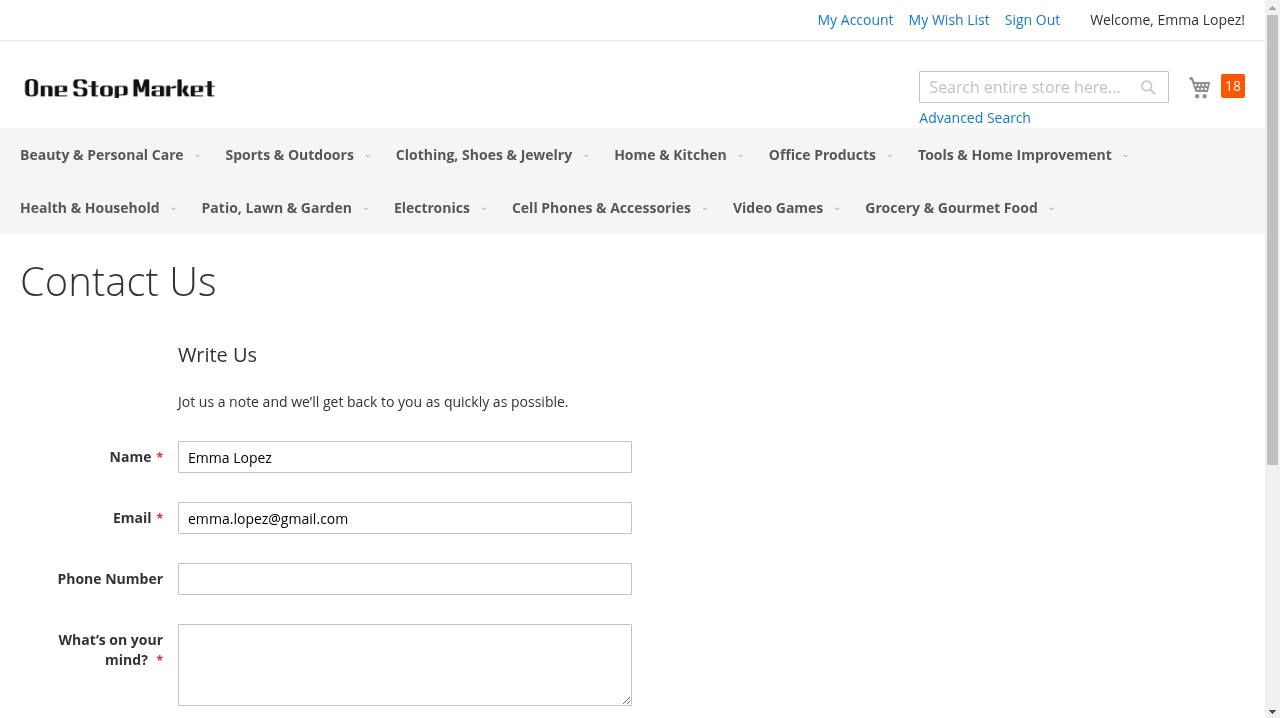 My Account My Wish List Sign Out Welcome, Emma Lopez!
One Stop Market
Search entire store here...
18
Advanced Search
Beauty & Personal Care Sports & Outdoors Clothing, Shoes & Jewelry Home & Kitchen Office Products Tools & Home Improvement
Health & Household Patio, Lawn & Garden Electronics Cell Phones & Accessories Video Games Grocery & Gourmet Food
Contact Us
Write Us
Jot us a note and we’ll get back to you as quickly as possible.
Name * Emma Lopez
Email * emma.lopez@gmail.com
Phone Number
What’s on your
mind? *